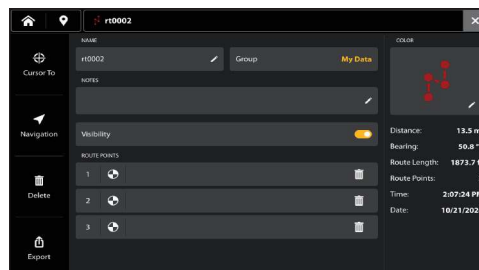 rt0002
NAME
COLOR
rt0002
Group
My Data
Cursor To
NOTES
Navigation
Visibility
ROUTE POINTS
1
2
3
Delete
Export
Distance: 13.5 m
Bearing: 50.8 °
Route Length: 1873.7 f
Route Points:
Time: 2:07:24 PM
Date: 10/21/202